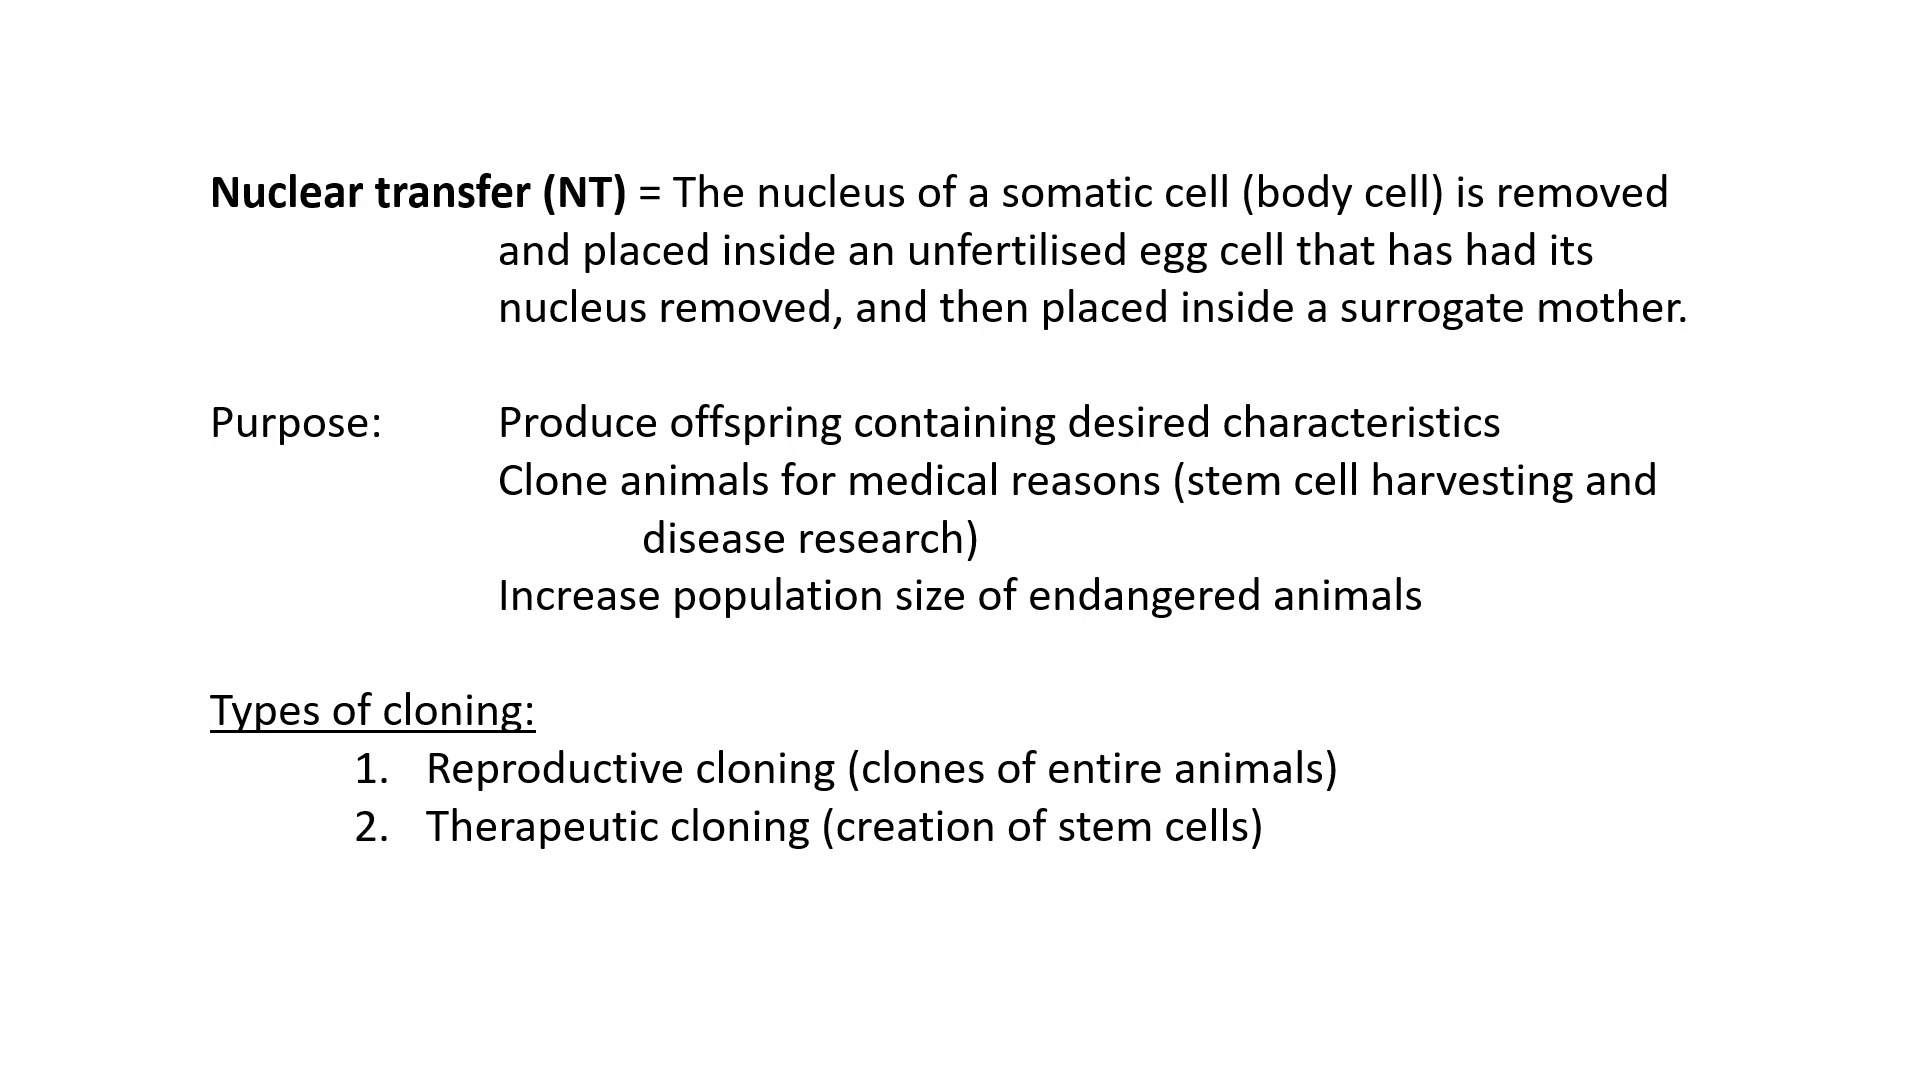 Nuclear transfer (NT) = The nucleus of a somatic cell (body cell) is removed
and placed inside an unfertilised egg cell that has had its
nucleus removed, and then placed inside a surrogate mother.
Purpose: Produce offspring containing desired characteristics
Clone animals for medical reasons (stem cell harvesting and
disease research)
Increase population size of endangered animals
Types of cloning:
1. Reproductive cloning (clones of entire animals)
2. Therapeutic cloning (creation of stem cells)